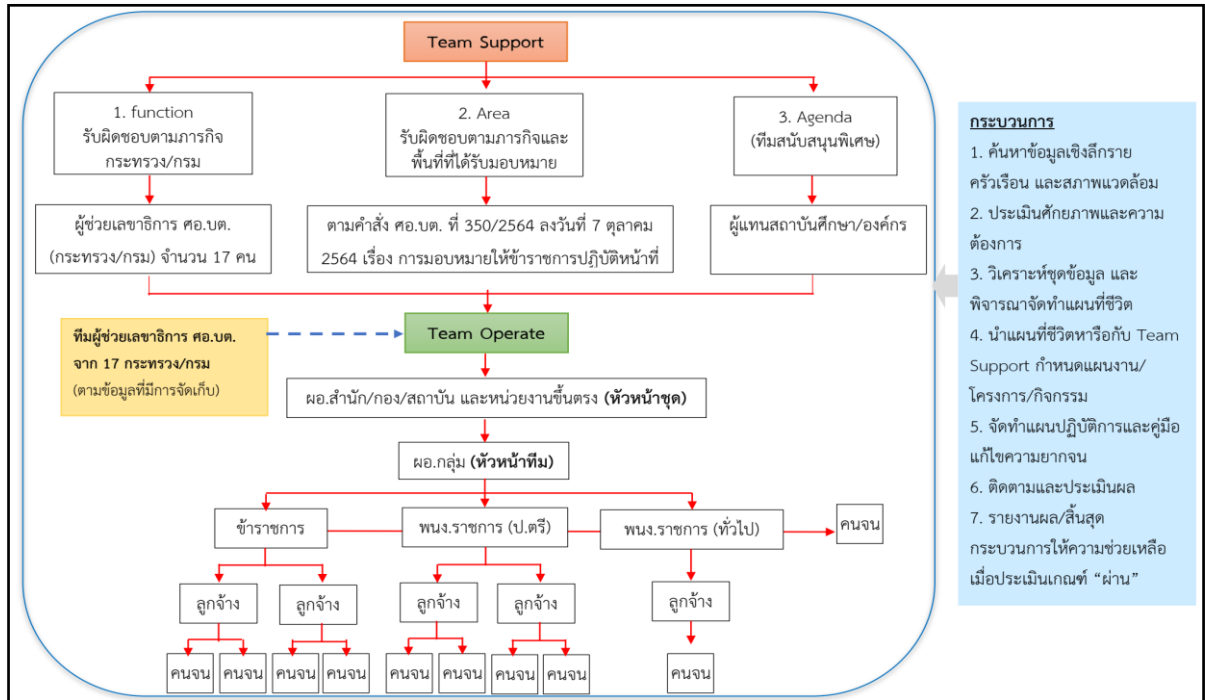 Team Support
1. function
รับผิดชอบตามภารกิจ
กระทรวง/กรม
2. Area
รับผิดชอบตามภารกิจและ
พื้นที่ที่ได้รับมอบหมาย
3. Agenda
(ทีมสนับสนุนพิเศษ)
ผู้ช่วยเลขาธิการ ศอ.บต.
(กระทรวง/กรม) จำนวน 17 คน
ตามคำสั่ง ศอ.บต. ที่ 350/2564 ลงวันที่ 7 ตุลาคม
2564 เรื่อง การมอบหมายให้ข้าราชการปฏิบัติหน้าที่
ผู้แทนสถาบันศึกษา/องค์กร
ทีมผู้ช่วยเลขาธิการ ศอ.บต.
จาก 17 กระทรวง/กรม
(ตามข้อมูลที่มีการจัดเก็บ)
Team Operate
ผอ.สำนัก/กอง/สถาบัน และหน่วยงานขึ้นตรง (หัวหน้าชุด)
ผอ.กลุ่ม (หัวหน้าทีม)
ข้าราชการ
พนง.ราชการ (ป.ตรี)
พนง.ราชการ (ทั่วไป)
คนจน
ลูกจ้าง
ลูกจ้าง
ลูกจ้าง
ลูกจ้าง
ลูกจ้าง
คนจน
คนจน
คนจน
คนจน
คนจน
คนจน
คนจน
คนจน
คนจน
กระบวนการ
1. ค้นหาข้อมูลเชิงลึกราย
ครัวเรือน และสภาพแวดล้อม
2. ประเมินศักยภาพและความ
ต้องการ
3. วิเคราะห์ชุดข้อมูล และ
พิจารณาจัดทำแผนที่ชีวิต
4. นำแผนที่ชีวิตหารือกับ Team
Support กำหนดแผนงาน/
โครงการ/กิจกรรม
5. จัดทำแผนปฏิบัติการและคู่มือ
แก้ไขความยากจน
6. ติดตามและประเมินผล
7. รายงานผล/สิ้นสุด
กระบวนการให้ความช่วยเหลือ
เมื่อประเมินเกณฑ์ “ผ่าน”